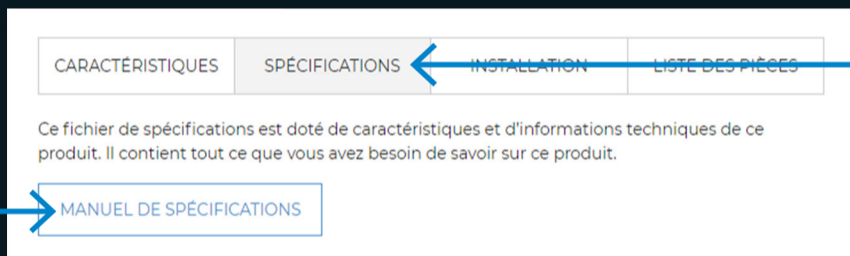 CARACTÉRISTIQUES SPÉCIFICATIONS INSTALLATION LISTE DES PIÈCES
Ce fichier de spécifications est doté de caractéristiques et d'informations techniques de ce
produit. Il contient tout ce que vous avez besoin de savoir sur ce produit.
MANUEL DE SPÉCIFICATIONS